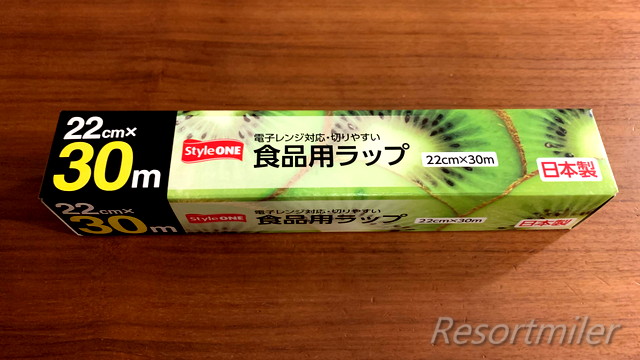 22cm×
30m
StyleONE
電子レンジ対応・切りやすい
食品用ラップ
22cm×30m
日本製
22cm×
30m
StyleONE
電子レンジ対応・切りやすい
食品用ラップ
22cm×30m
日本製
Resortmiler